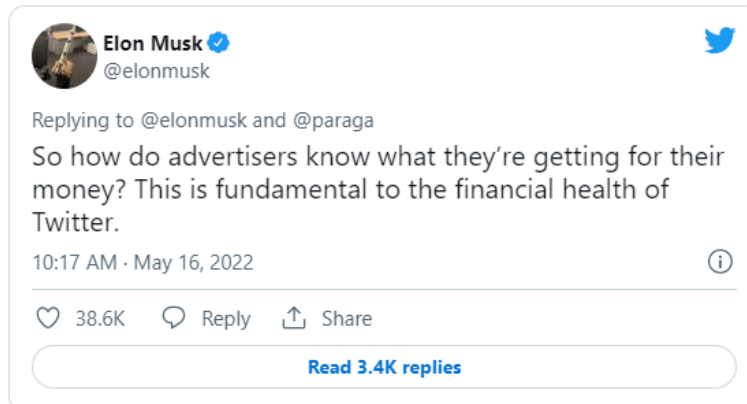 Elon Musk
@elonmusk
Replying to @elonmusk and @paraga
So how do advertisers know what they’re getting for their
money? This is fundamental to the financial health of
Twitter.
10:17 AM · May 16, 2022
38.6K Reply Share
Read 3.4K replies